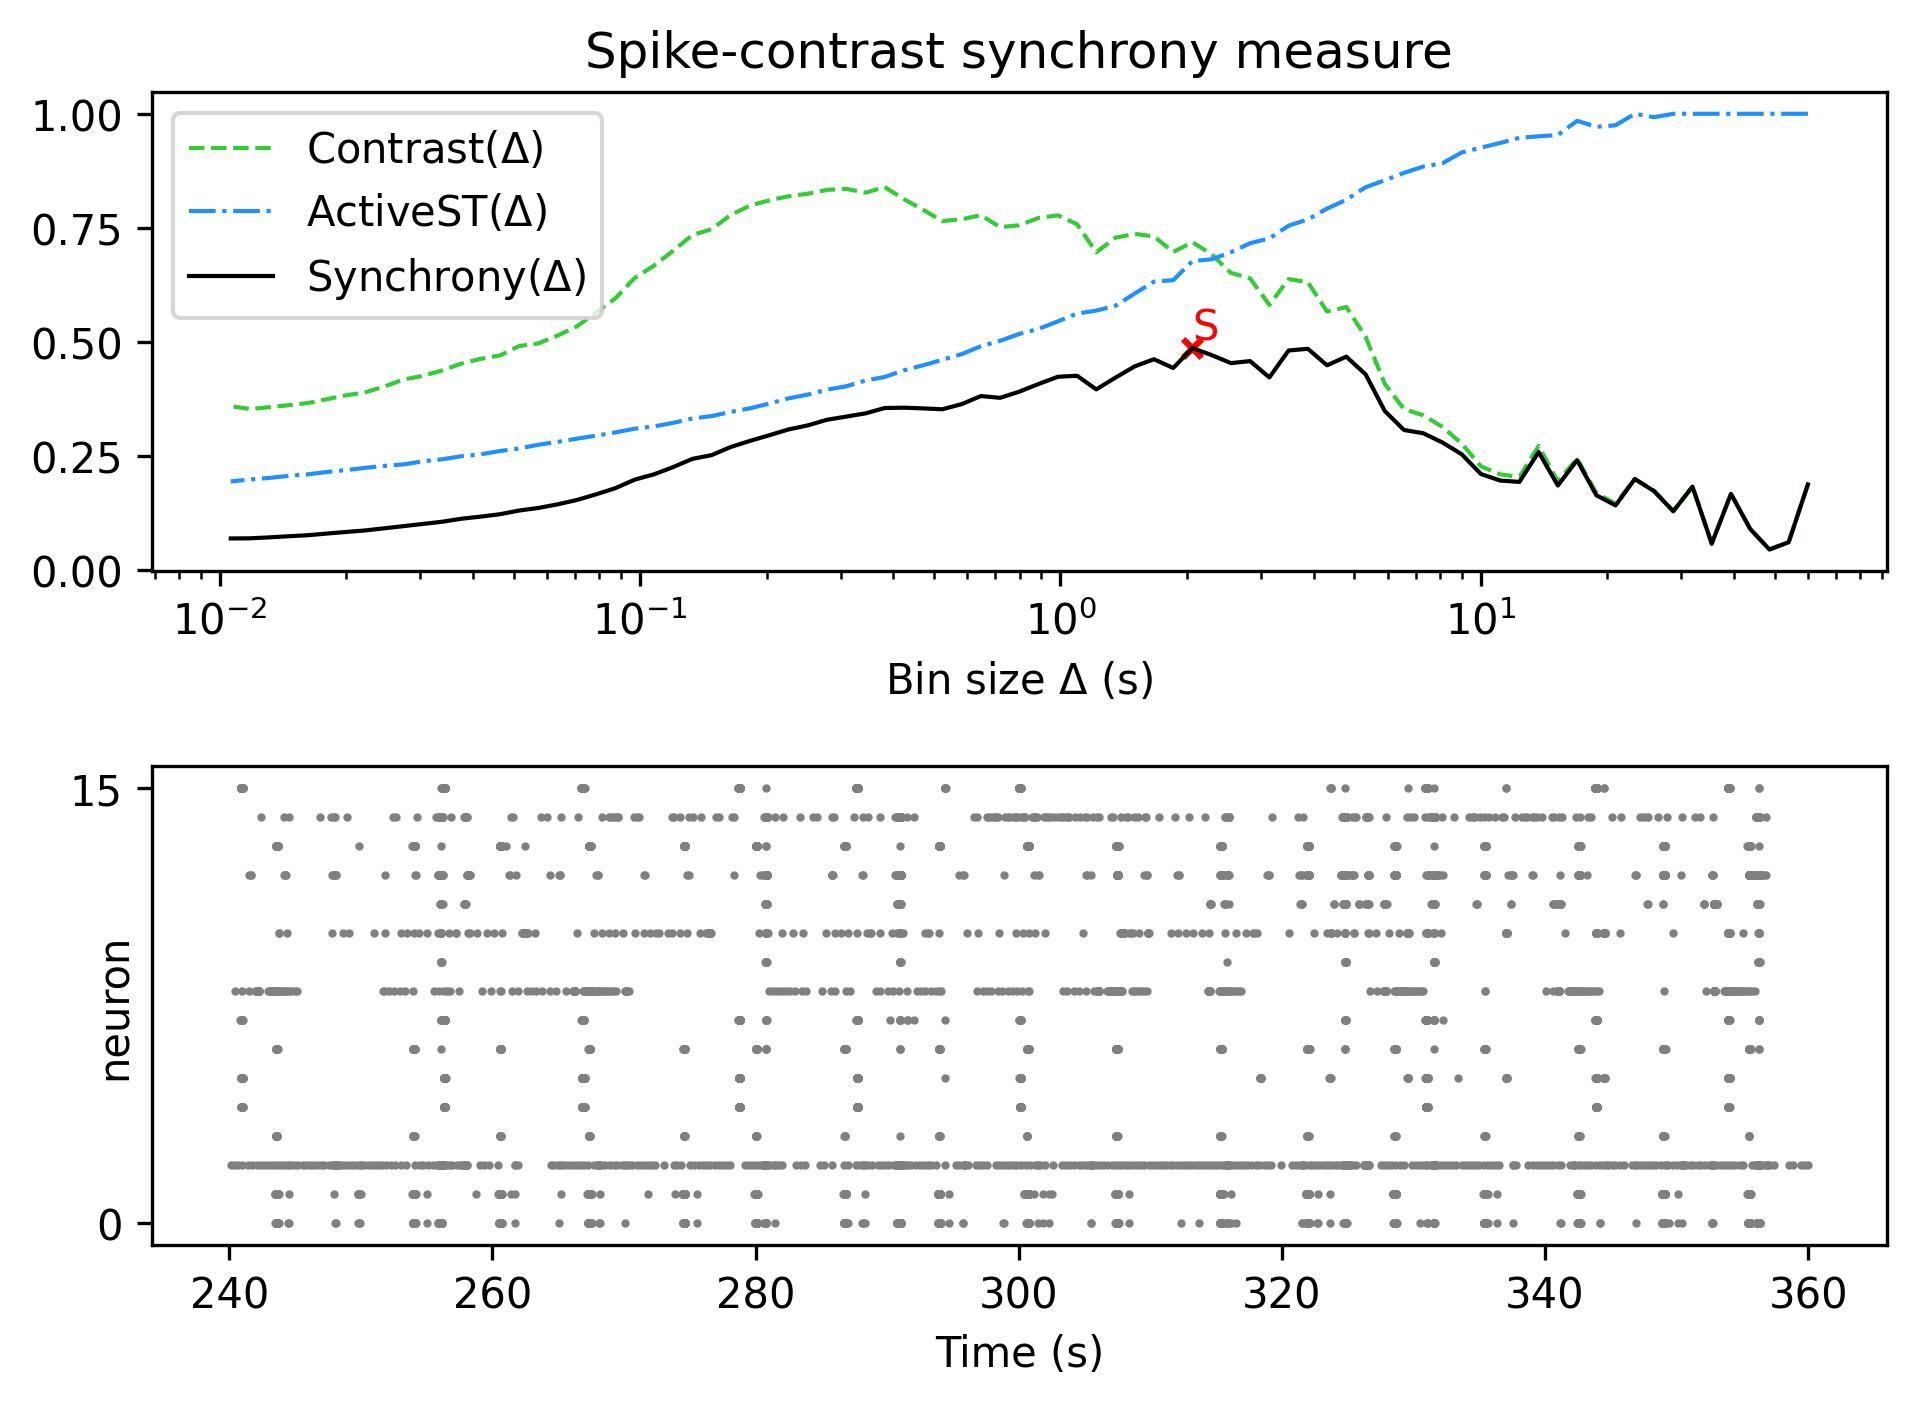 Spike-contrast synchrony measure
1.00
0.75
0.50
0.25
0.00
Contrast(Δ)
ActiveST(Δ)
Synchrony(Δ)
S
10⁻² 10⁻¹ 10⁰ 10¹
Bin size Δ (s)
15
0
neuron
240 260 280 300 320 340 360
Time (s)